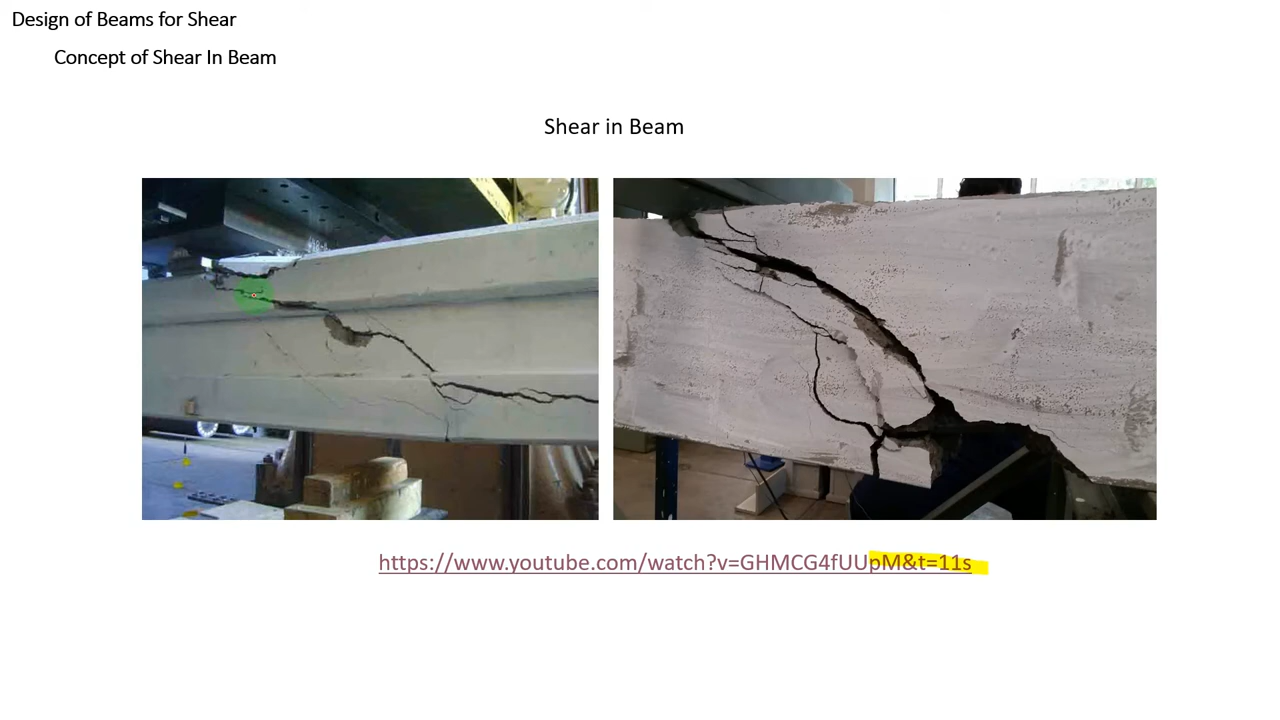 Design of Beams for Shear
Concept of Shear In Beam
Shear in Beam
https://www.youtube.com/watch?v=GHMCG4fUUpM&t=11s